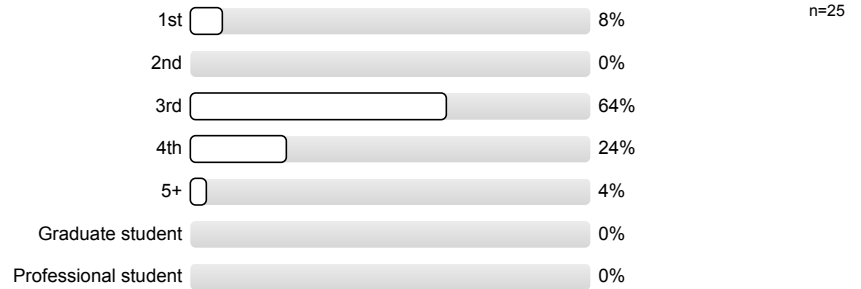 n=25
1st 8%
2nd 0%
3rd 64%
4th 24%
5+ 4%
Graduate student 0%
Professional student 0%